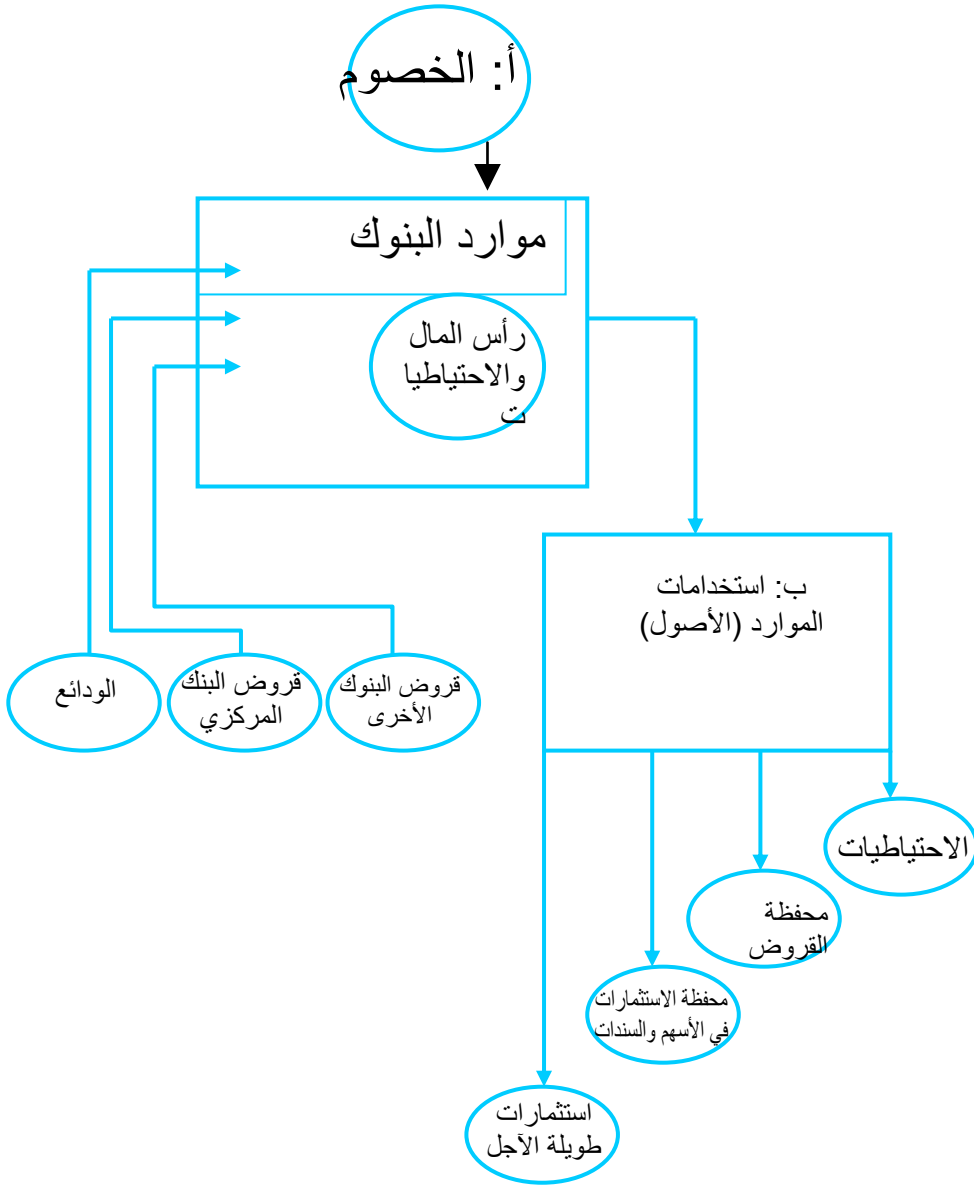 أ: الخصوم
موارد البنوك
رأس المال
والاحتياطيا
ت
ب: استخدامات
الموارد (الأصول)
قروض البنوك
الأخرى
قروض البنك
المركزي
الودائع
الاحتياطيات
محفظة
القروض
محفظة الاستثمارات
في الأسهم والسندات
استثمارات
طويلة الآجل